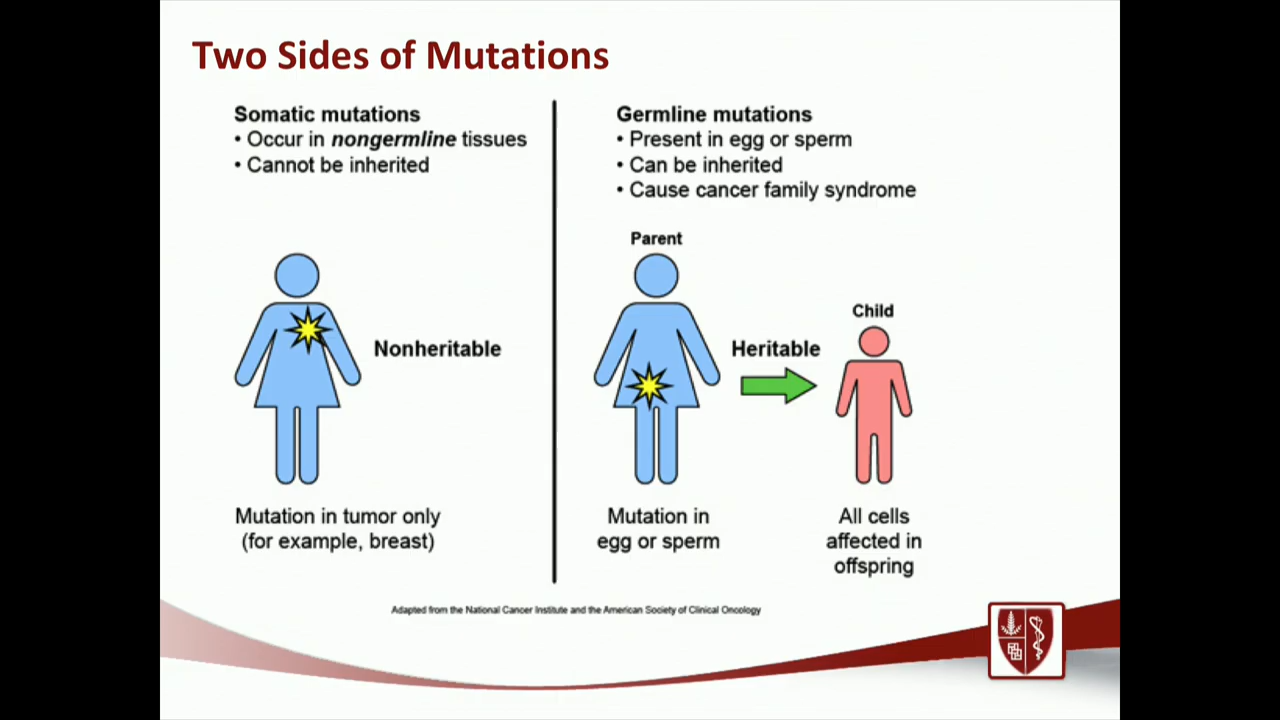 Two Sides of Mutations
Somatic mutations
• Occur in nongermline tissues
• Cannot be inherited
Nonheritable
Mutation in tumor only
(for example, breast)
Germline mutations
• Present in egg or sperm
• Can be inherited
• Cause cancer family syndrome
Parent
Child
Heritable
Mutation in
egg or sperm
All cells
affected in
offspring
Adapted from the National Cancer Institute and the American Society of Clinical Oncology